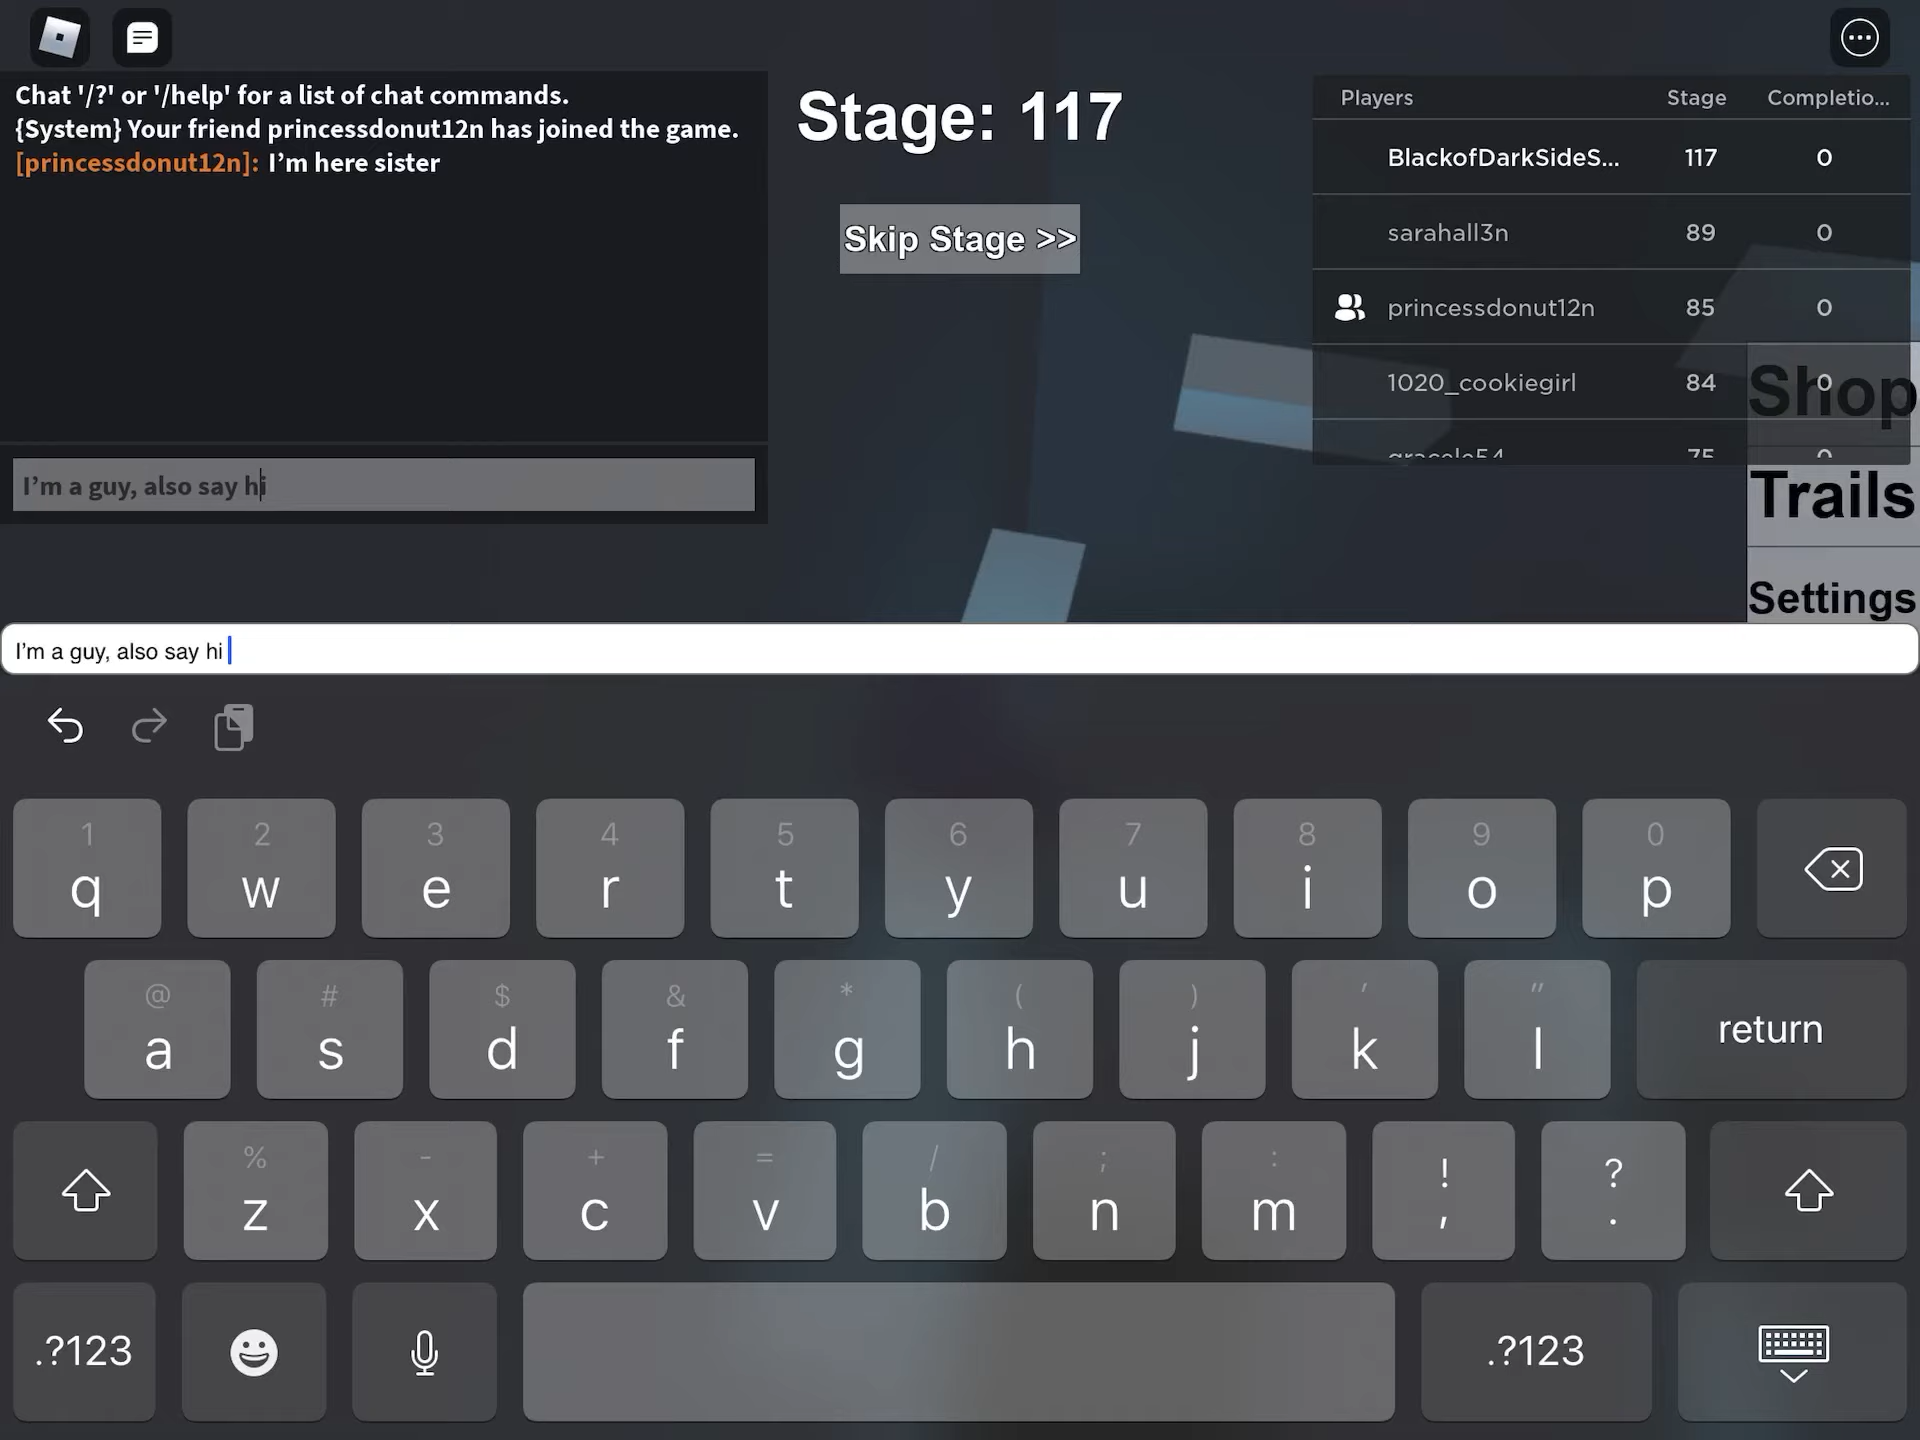 Chat '/?' or '/help' for a list of chat commands.
{System} Your friend princessdonut12n has joined the game.
[princessdonut12n]: I’m here sister
I’m a guy, also say hi
Stage: 117
Skip Stage >>
Players Stage Completio...
BlackofDarkSideS... 117 0
sarahall3n 89 0
princessdonut12n 85 0
1020_cookiegirl 84 0
75 0
Shop
Trails
Settings
I’m a guy, also say hi
1 2 3 4 5 6 7 8 9 0
q w e r t y u i o p
@ # $ & * ( ) ' "
a s d f g h j k l return
% - + = / ; : ! ?
z x c v b n m , .
.?123 .?123